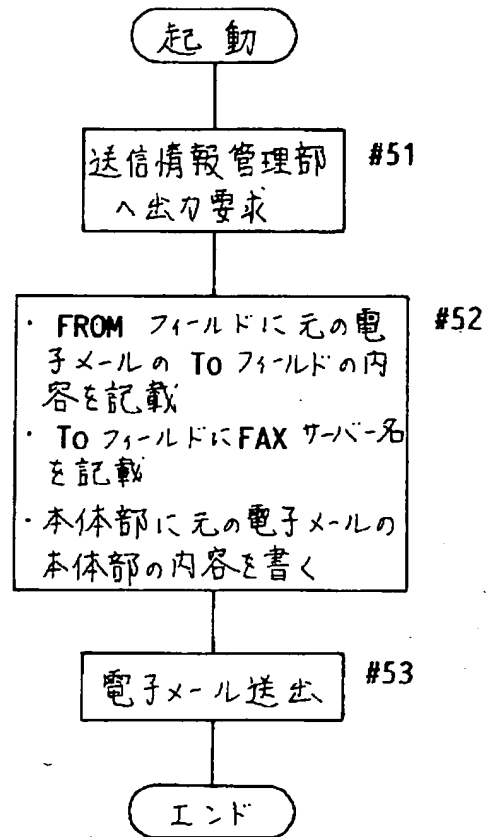 起動
送信情報管理部
へ出力要求
#51
・ FROM フィールドに元の電
子メールの To フィールドの内
容を記載
・ To フィールドにFAX サーバー名
を記載
・本体部に元の電子メールの
本体部の内容を書く
#52
電子メール送出
#53
エンド